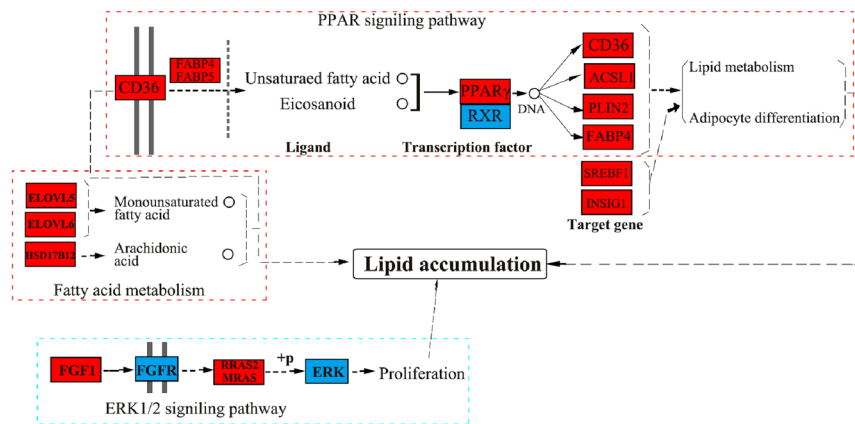 PPAR signiling pathway
CD36
FABP4
FABP5
Unsaturaed fatty acid
Eicosanoid
Ligand
PPARγ
RXR
Transcription factor
DNA
CD36
ACSL1
PLIN2
FABP4
SREBF1
INSIG1
Target gene
Lipid metabolism
Adipocyte differentiation
ELOVL5
ELOVL6
HSD17B12
Monounsaturated
fatty acid
Arachidonic
acid
Fatty acid metabolism
Lipid accumulation
FGF1
FGFR
RRAS2
MRAS
+p
ERK
Proliferation
ERK1/2 signiling pathway